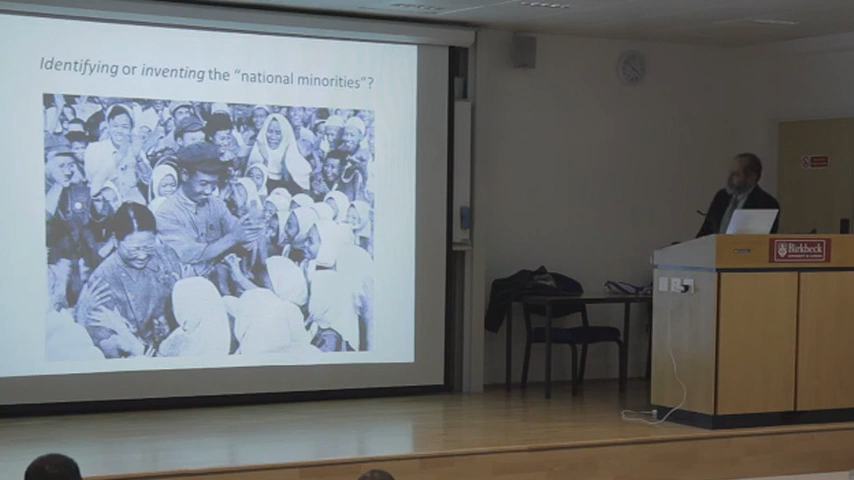 Identifying or inventing the "national minorities"?
Birkbeck